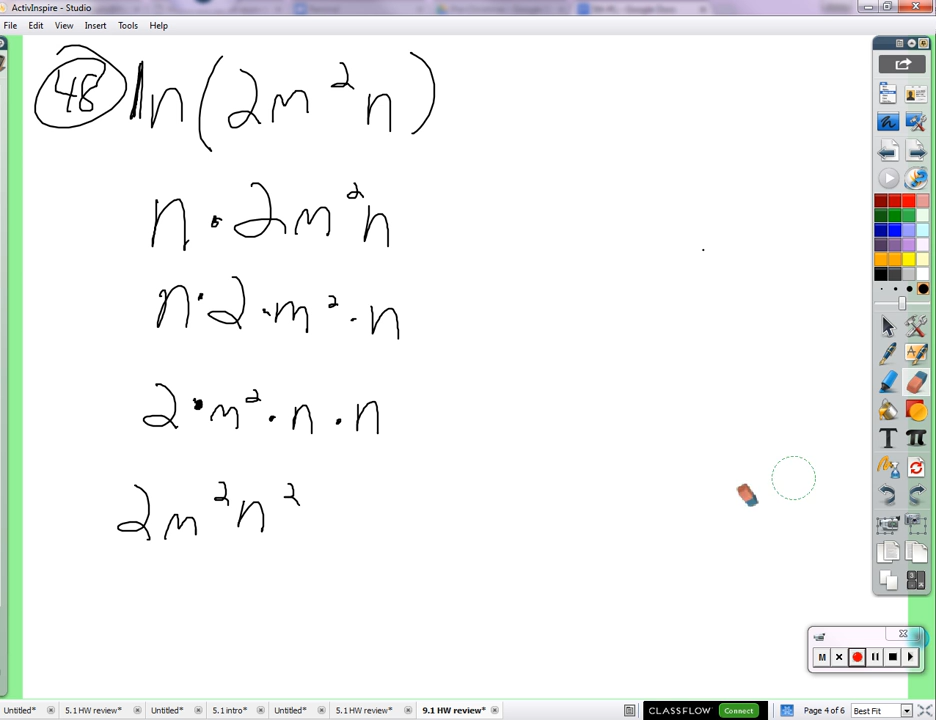 ActivInspire - Studio
File Edit View Insert Tools Help
48 ln(2m²n)
n · 2m²n
n · 2 · m² · n
2 · m² · n · n
2m²n²
M
Untitled* 5.1 HW review* Untitled* 5.1 intro* Untitled* 5.1 HW review* 9.1 HW review* CLASSFLOW Connect Page 4 of 6 Best Fit